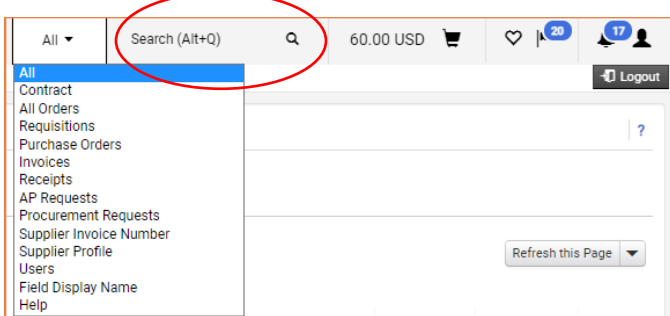 All Search (Alt+Q) 60.00 USD 20 17
All
Logout
Contract
All Orders
Requisitions
Purchase Orders
?
Invoices
Receipts
AP Requests
Procurement Requests
Supplier Invoice Number
Supplier Profile
Refresh this Page
Users
Field Display Name
Help